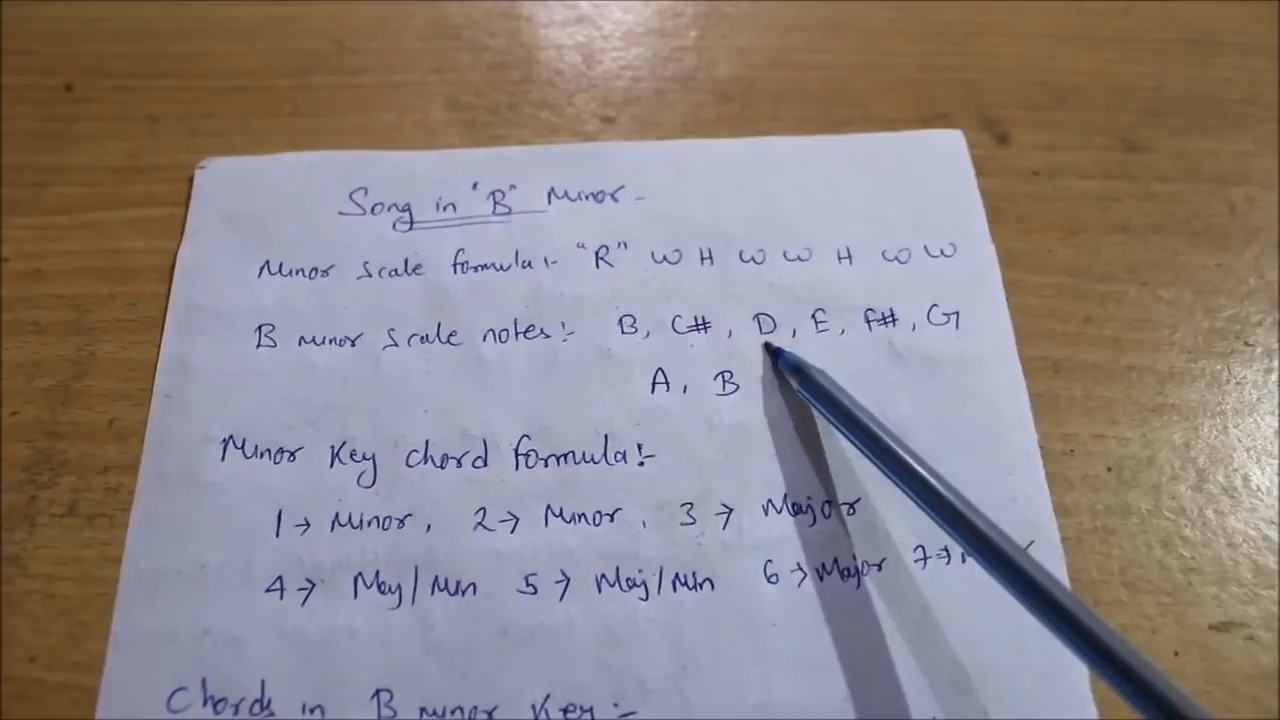 Song in "B" Minor -
Minor scale formula:- "R" W H W W H W W
B minor scale notes:- B, C#, D, E, F#, G
A, B
Minor Key chord formula:-
1 → Minor, 2 → Minor, 3 → Major
4 → Maj/Min 5 → Maj/Min 6 → Major 7 →
Chords in B minor Key:-